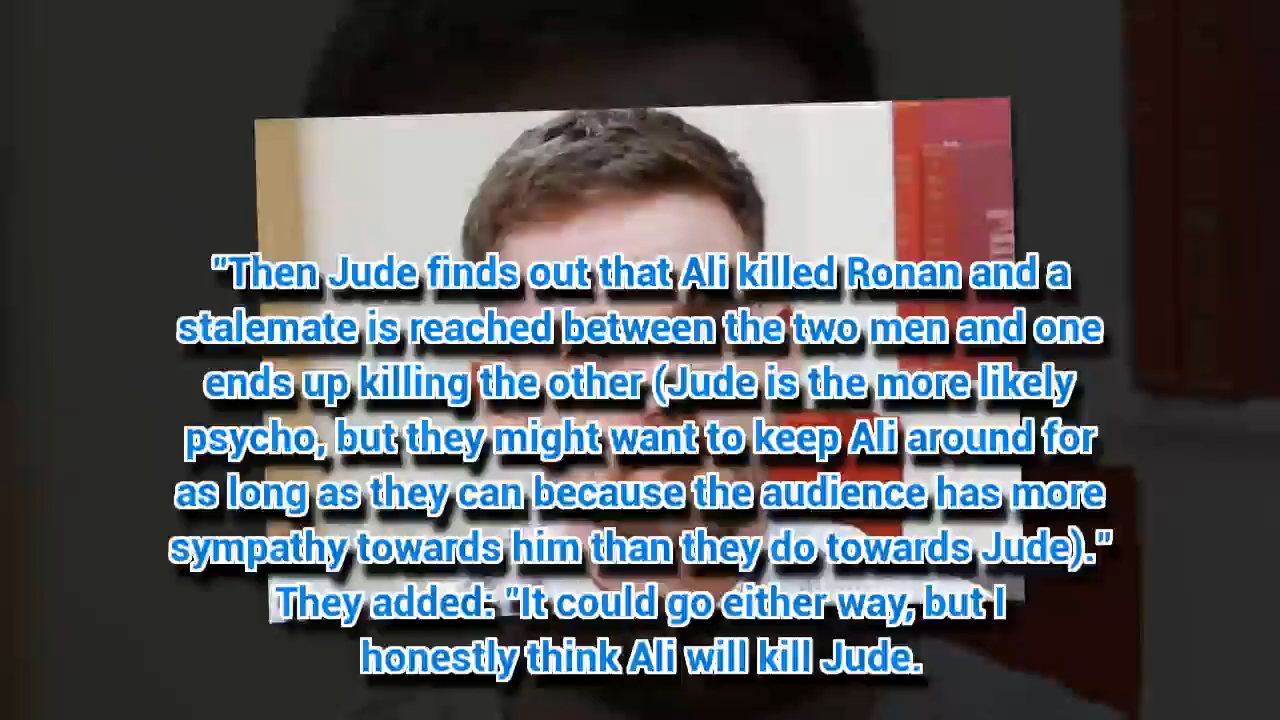 "Then Jude finds out that Ali killed Ronan and a
stalemate is reached between the two men and one
ends up killing the other (Jude is the more likely
psycho, but they might want to keep Ali around for
as long as they can because the audience has more
sympathy towards him than they do towards Jude)."
They added: "It could go either way, but I
honestly think Ali will kill Jude.